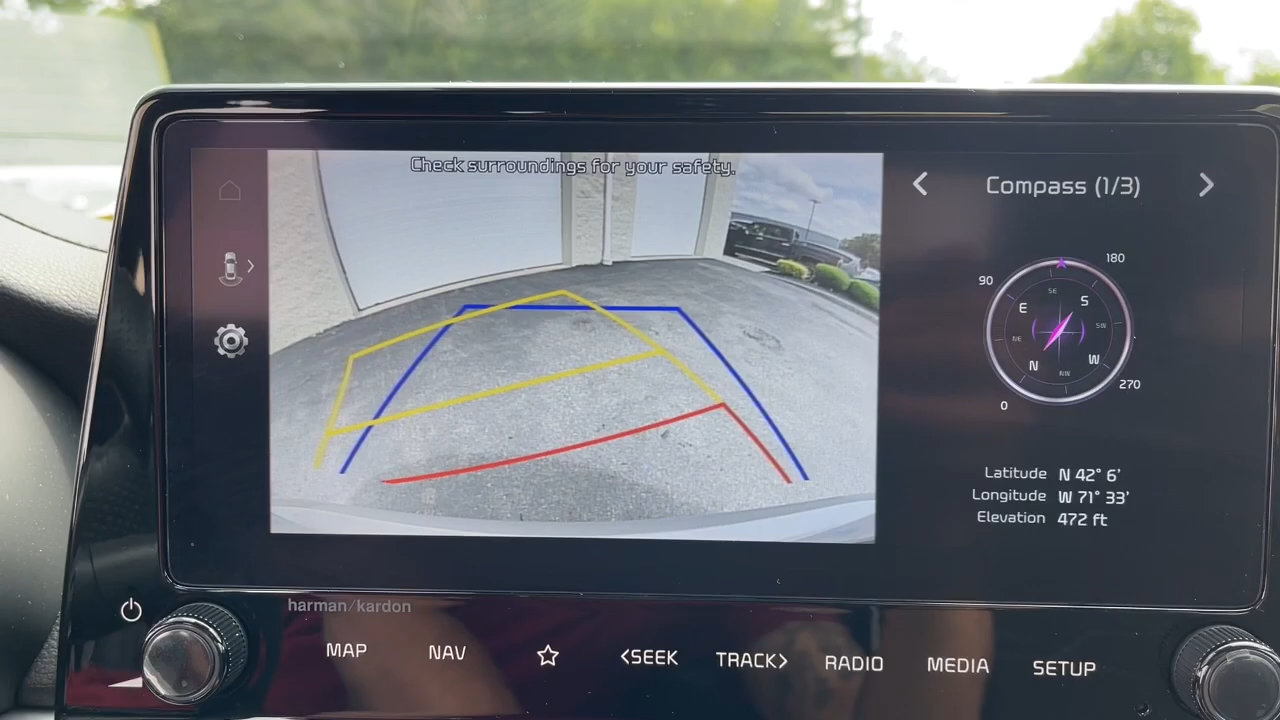 Check surroundings for your safety.
Compass (1/3)
180
90
SE
S
E
SW
NE
W
N
NW
270
0
Latitude N 42° 6'
Longitude W 71° 33'
Elevation 472 ft
harman/kardon
MAP NAV <SEEK TRACK> RADIO MEDIA SETUP